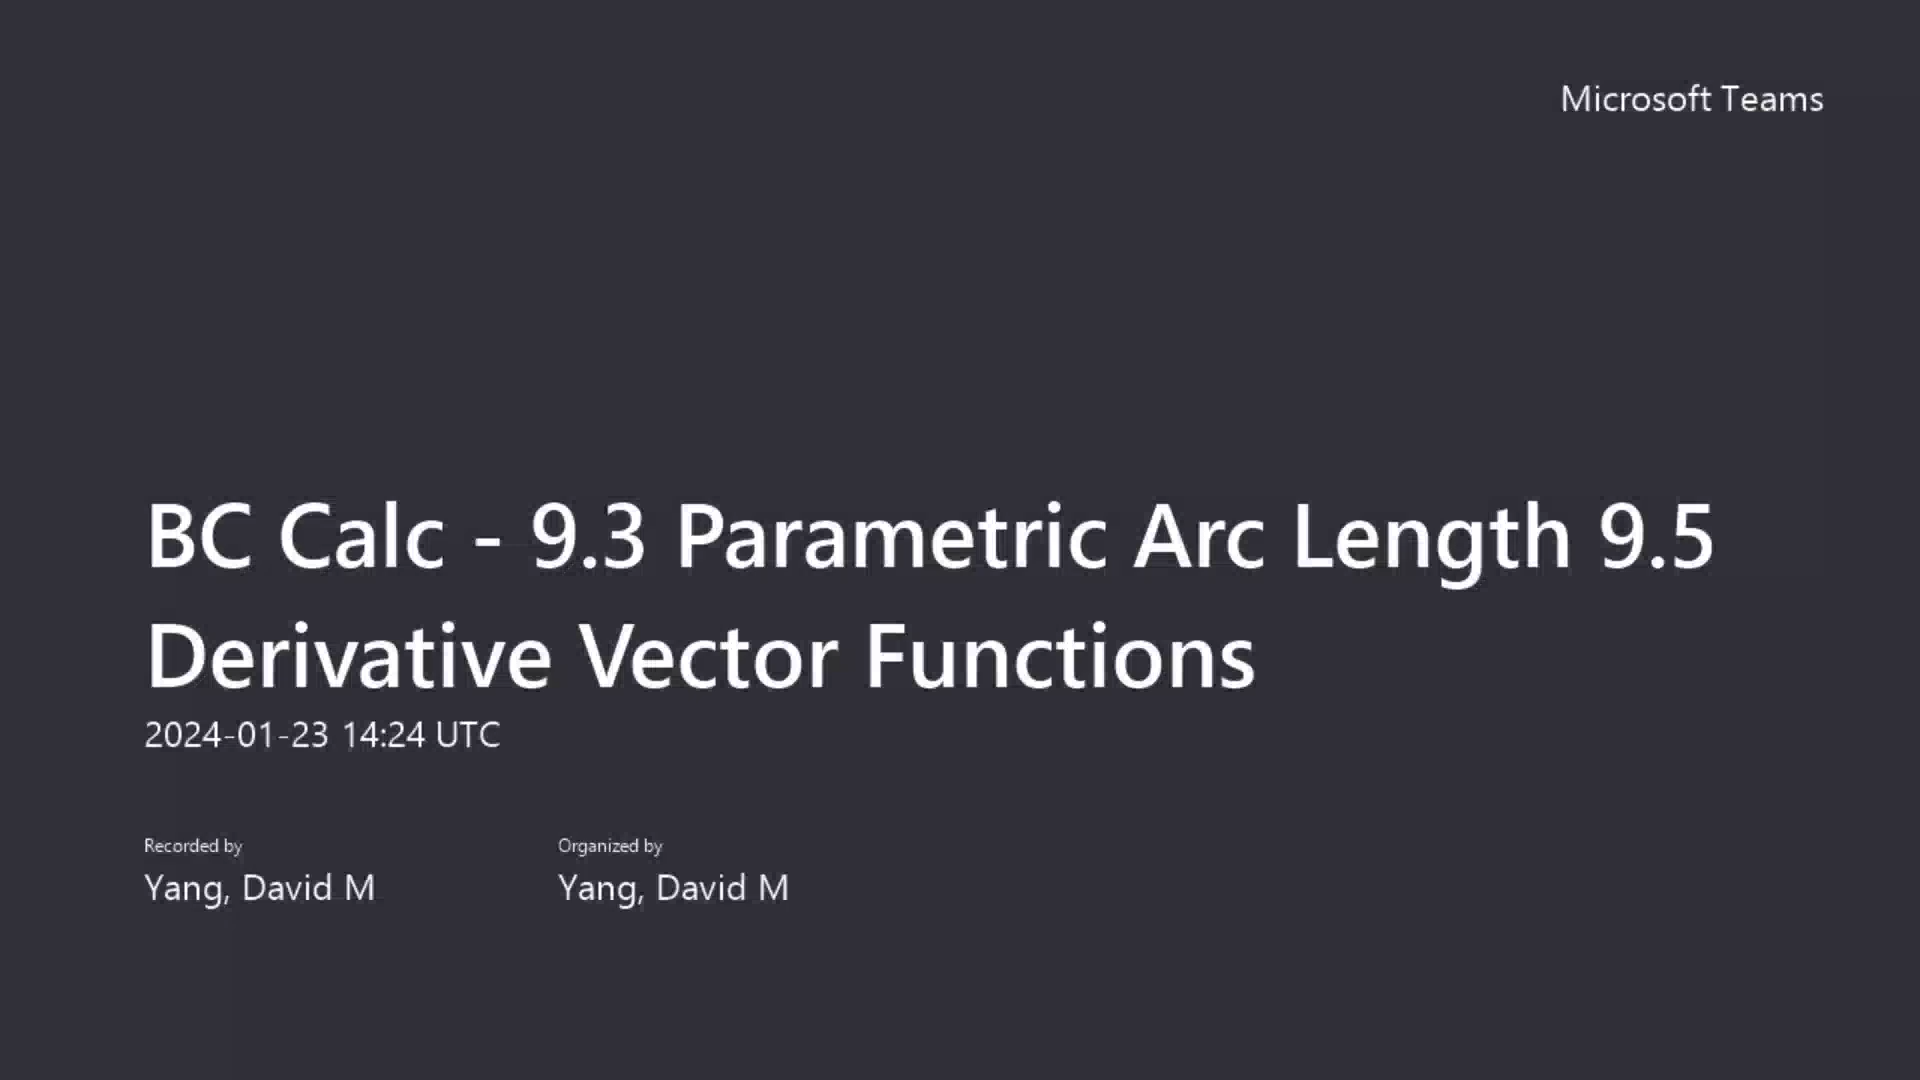 Microsoft Teams
BC Calc - 9.3 Parametric Arc Length 9.5
Derivative Vector Functions
2024-01-23 14:24 UTC
Recorded by
Yang, David M
Organized by
Yang, David M